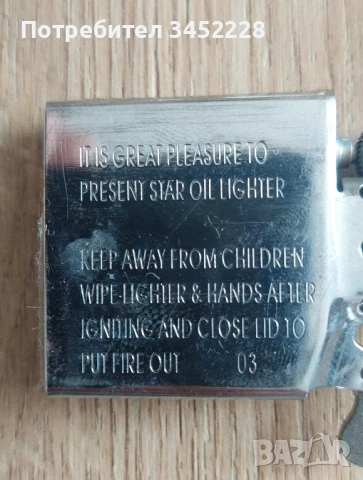 Потребител 3452228
IT IS GREAT PLEASURE TO
PRESENT STAR OIL LIGHTER
KEEP AWAY FROM CHILDREN
WIPE-LIGHTER & HANDS AFTER
IGNITING AND CLOSE LID TO
PUT FIRE OUT 03
BAZAR